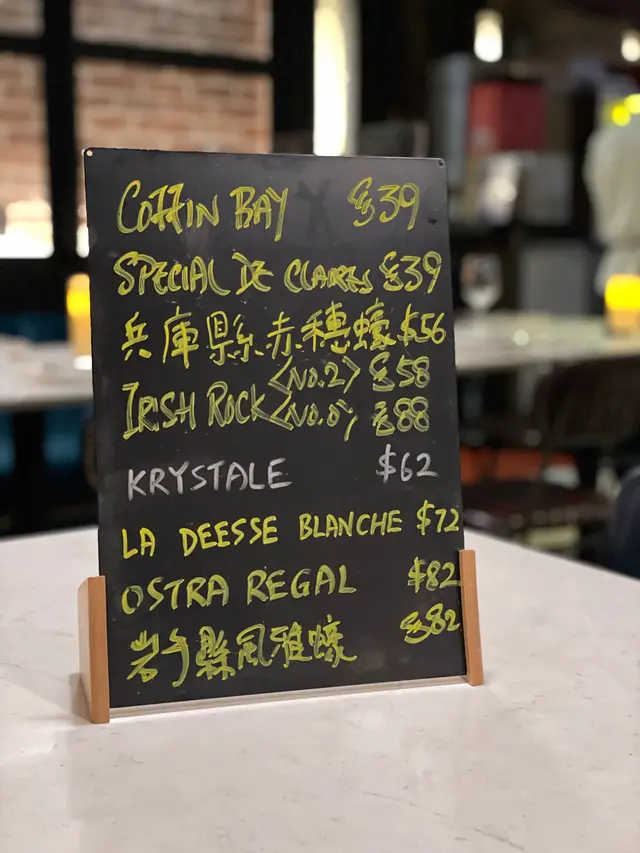 COFFIN BAY $39
SPECIAL DE CLAIRES $39
兵庫縣赤穗蠔 $56
IRISH ROCK <NO.2> $58
<NO.0> $88
KRYSTALE $62
LA DEESSE BLANCHE $72
OSTRA REGAL $82
岩手縣風雅蠔 $82